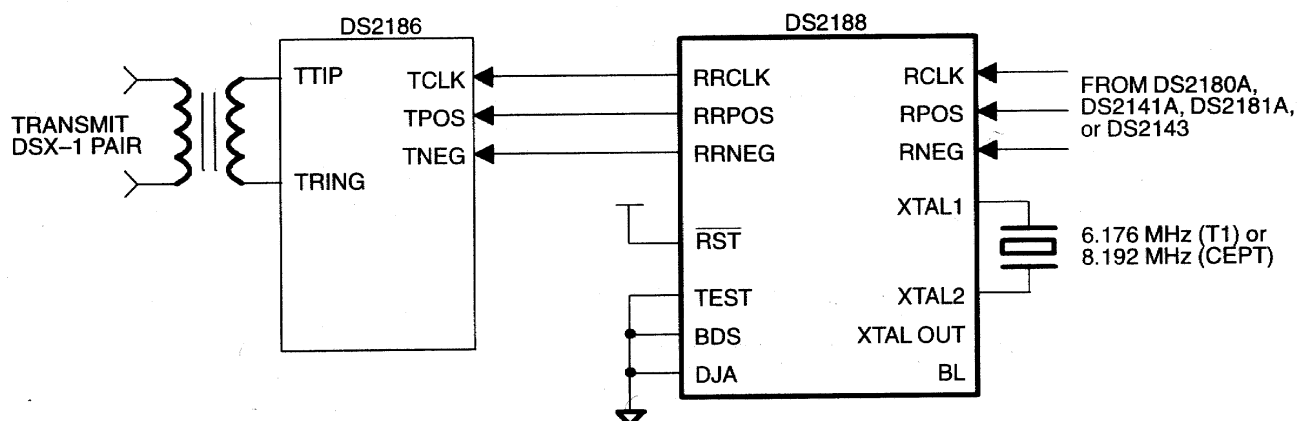 DS2186
DS2188
TTIP
TCLK
TPOS
TNEG
TRING
TRANSMIT
DSX–1 PAIR
RRCLK
RRPOS
RRNEG
RST
TEST
BDS
DJA
RCLK
RPOS
RNEG
XTAL1
XTAL2
XTAL OUT
BL
FROM DS2180A,
DS2141A, DS2181A,
or DS2143
6.176 MHz (T1) or
8.192 MHz (CEPT)